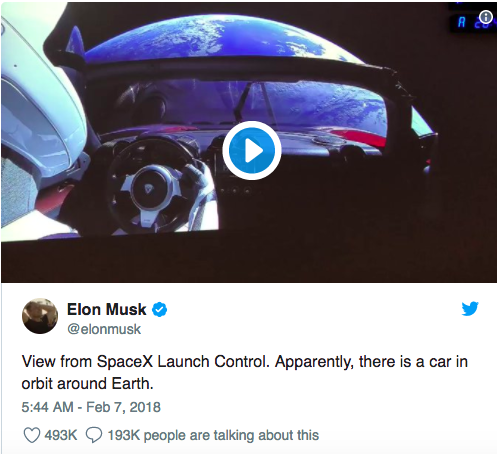 Elon Musk
@elonmusk
View from SpaceX Launch Control. Apparently, there is a car in
orbit around Earth.
5:44 AM - Feb 7, 2018
493K 193K people are talking about this